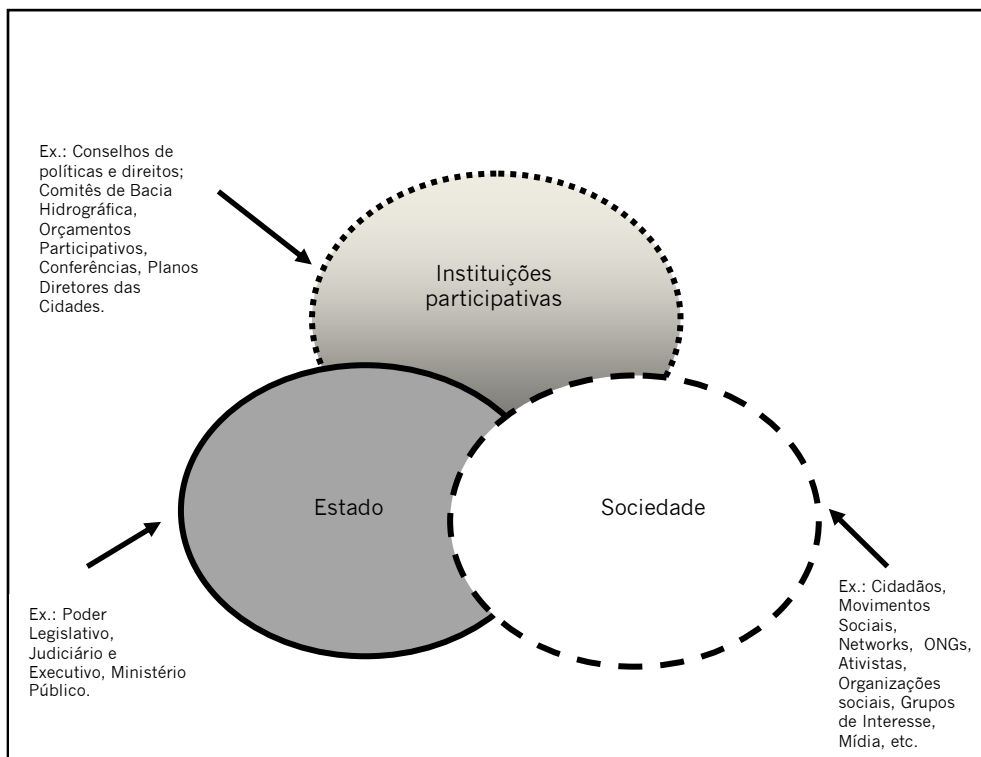 Ex.: Conselhos de
políticas e direitos;
Comitês de Bacia
Hidrográfica,
Orçamentos
Participativos,
Conferências, Planos
Diretores das
Cidades.
Instituições
participativas
Estado
Sociedade
Ex.: Poder
Legislativo,
Judiciário e
Executivo, Ministério
Público.
Ex.: Cidadãos,
Movimentos
Sociais,
Networks, ONGs,
Ativistas,
Organizações
sociais, Grupos
de Interesse,
Mídia, etc.